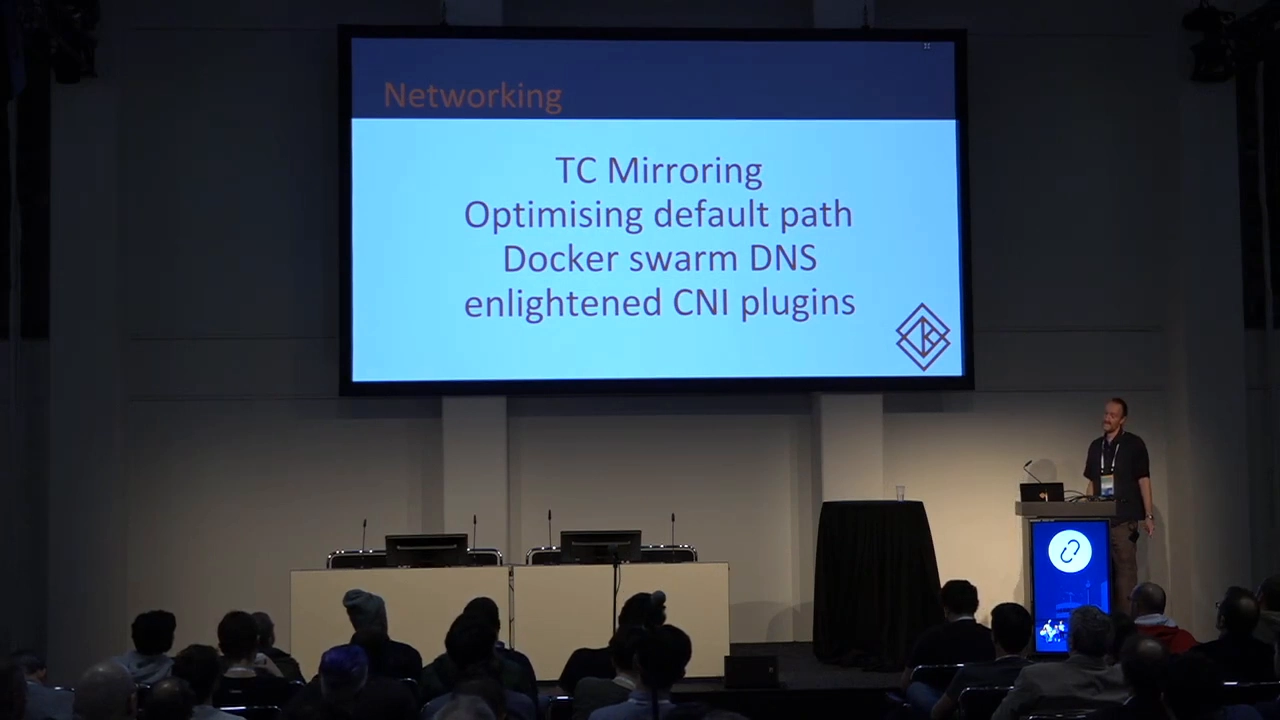 Networking
TC Mirroring
Optimising default path
Docker swarm DNS
enlightened CNI plugins